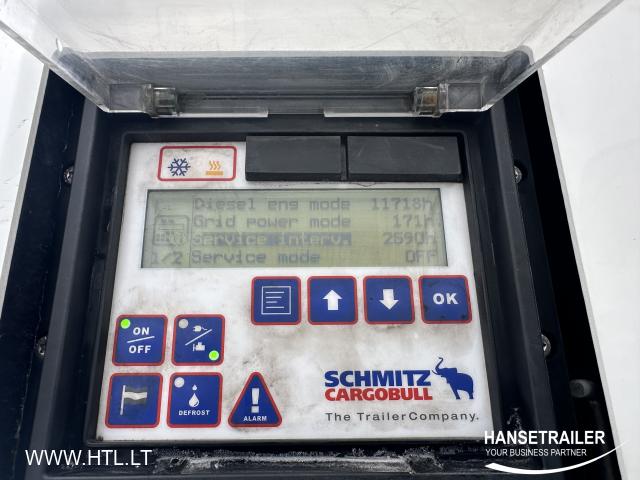 HANSETRAILER
YOUR BUSINESS PARTNER
Diesel eng mode 11718h
Grid power mode 171h
Service interv. 2590h
1/2 Service mode OFF
OK
ON
OFF
DEFROST
ALARM
SCHMITZ
CARGOBULL
The TrailerCompany.
WWW.HTL.LT